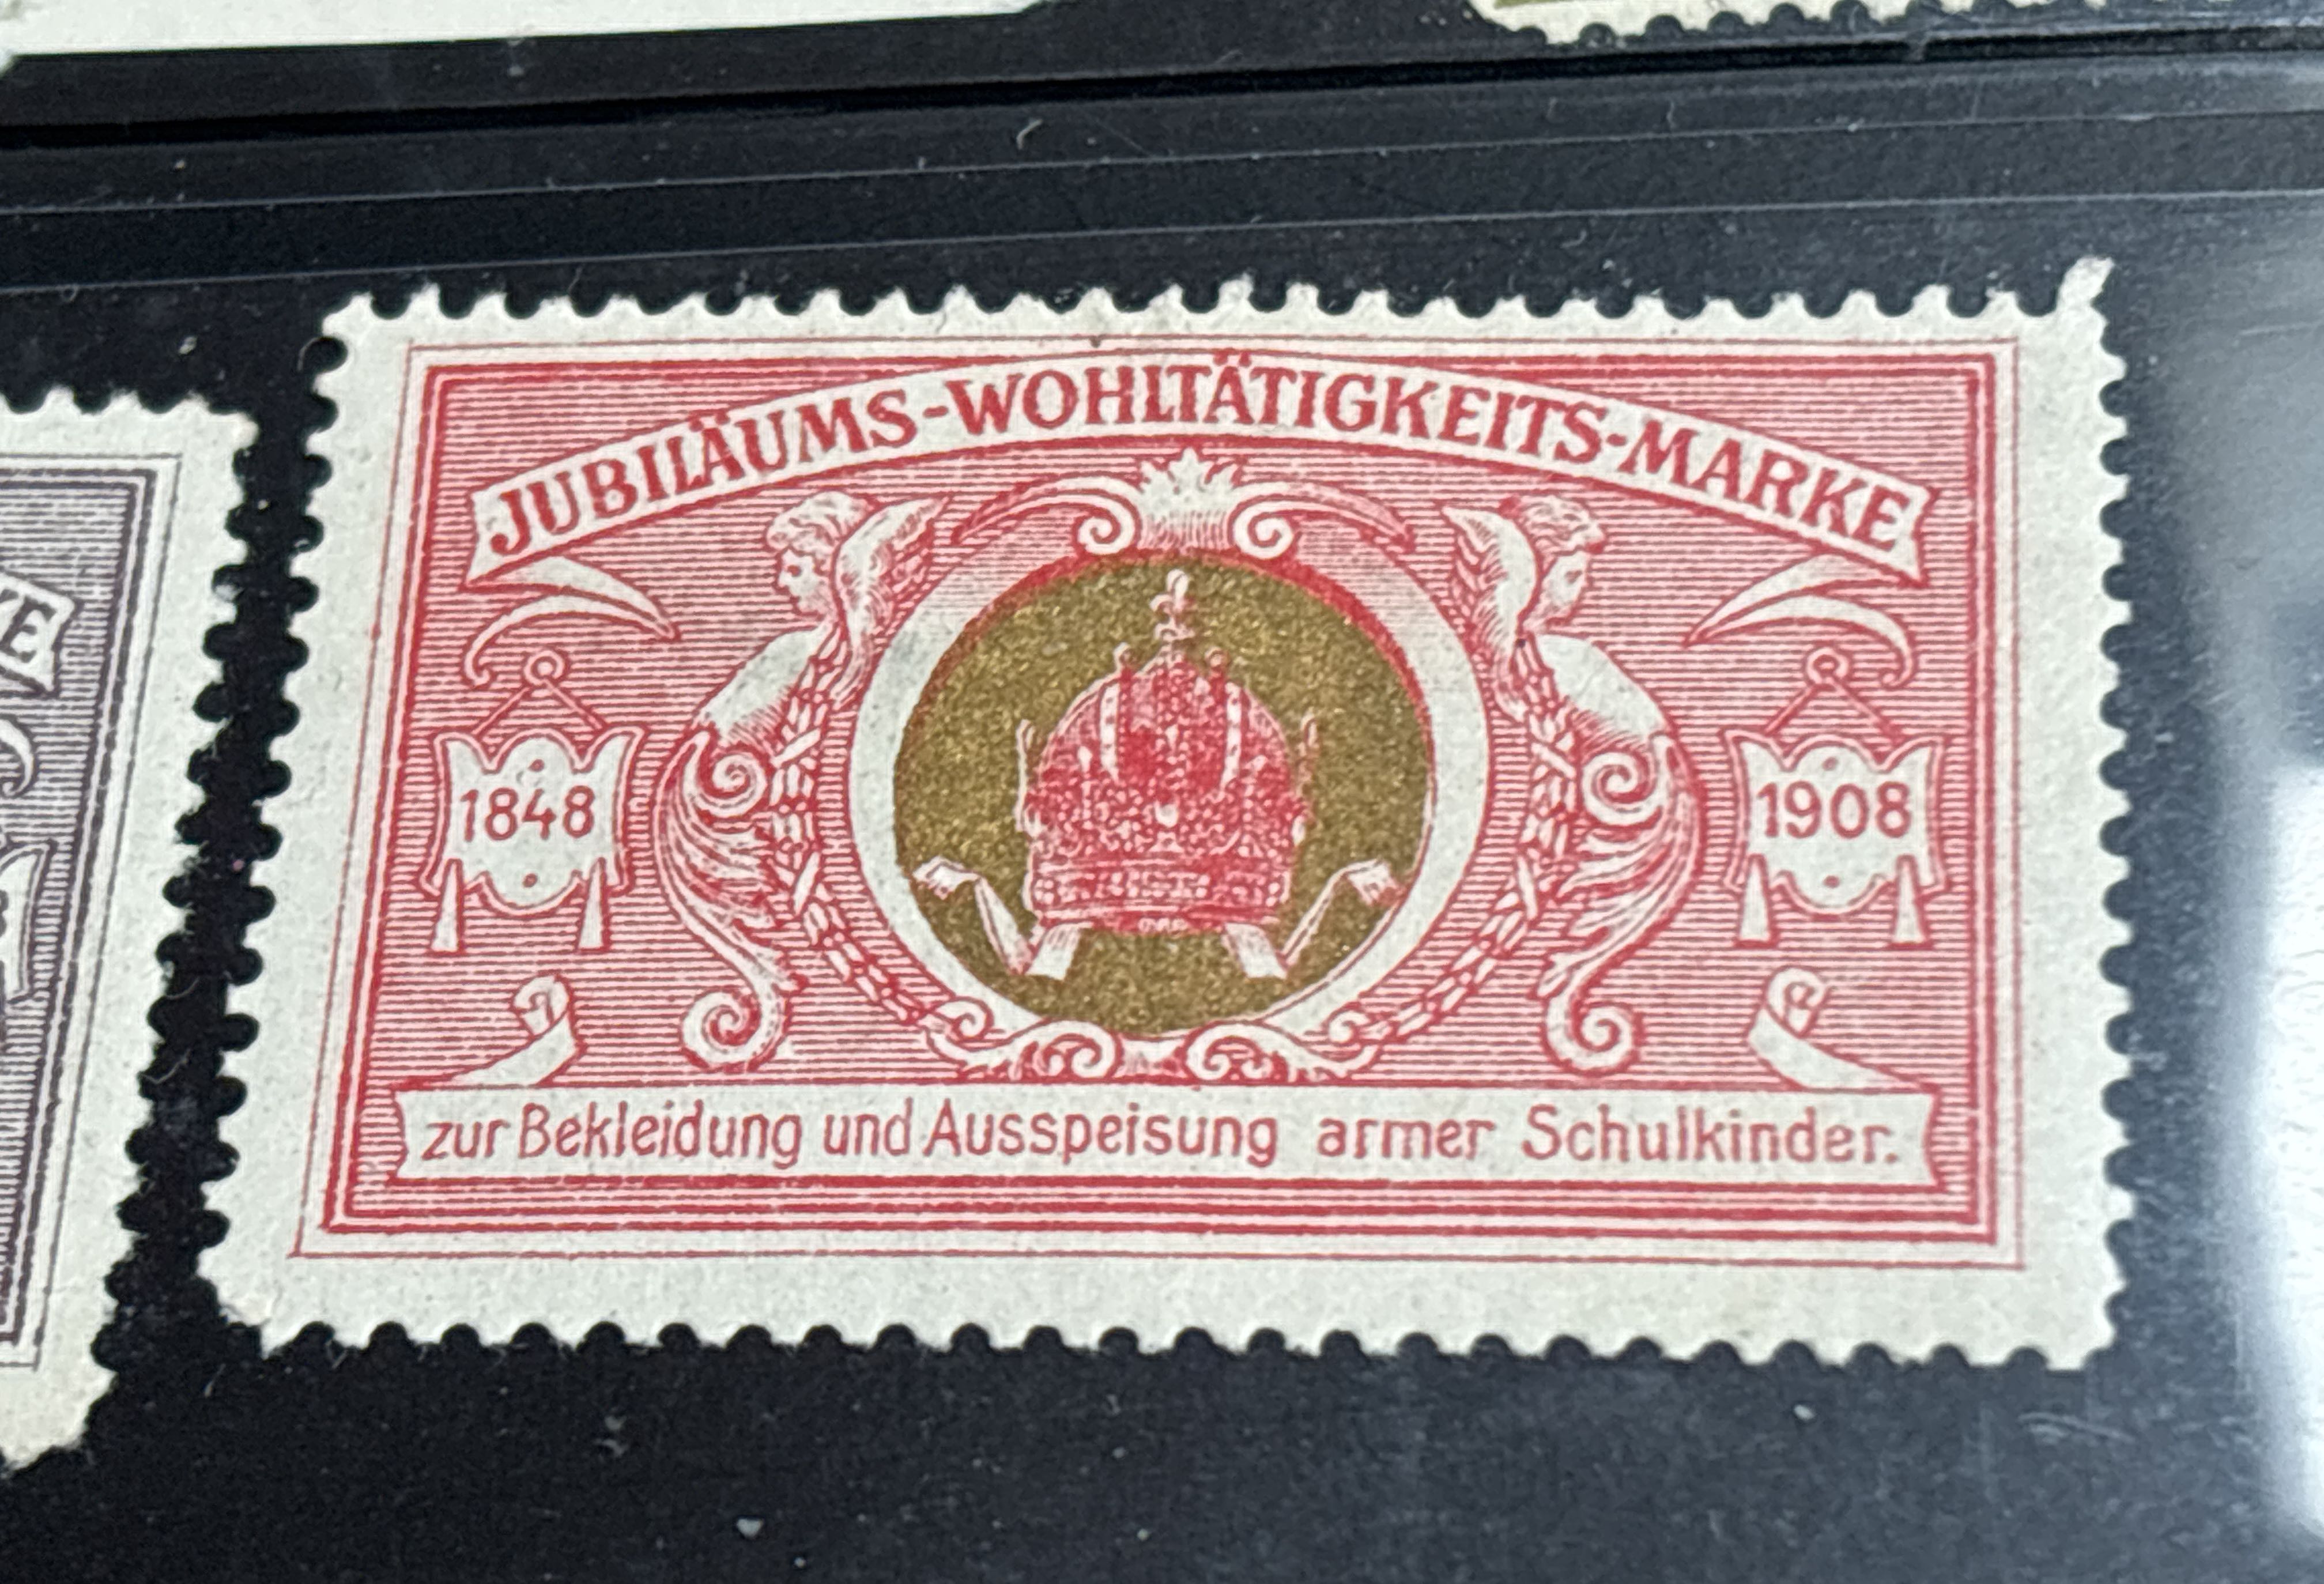 JUBILÄUMS-WOHLTÄTIGKEITS-MARKE
1848
1908
zur Bekleidung und Ausspeisung armer Schulkinder.